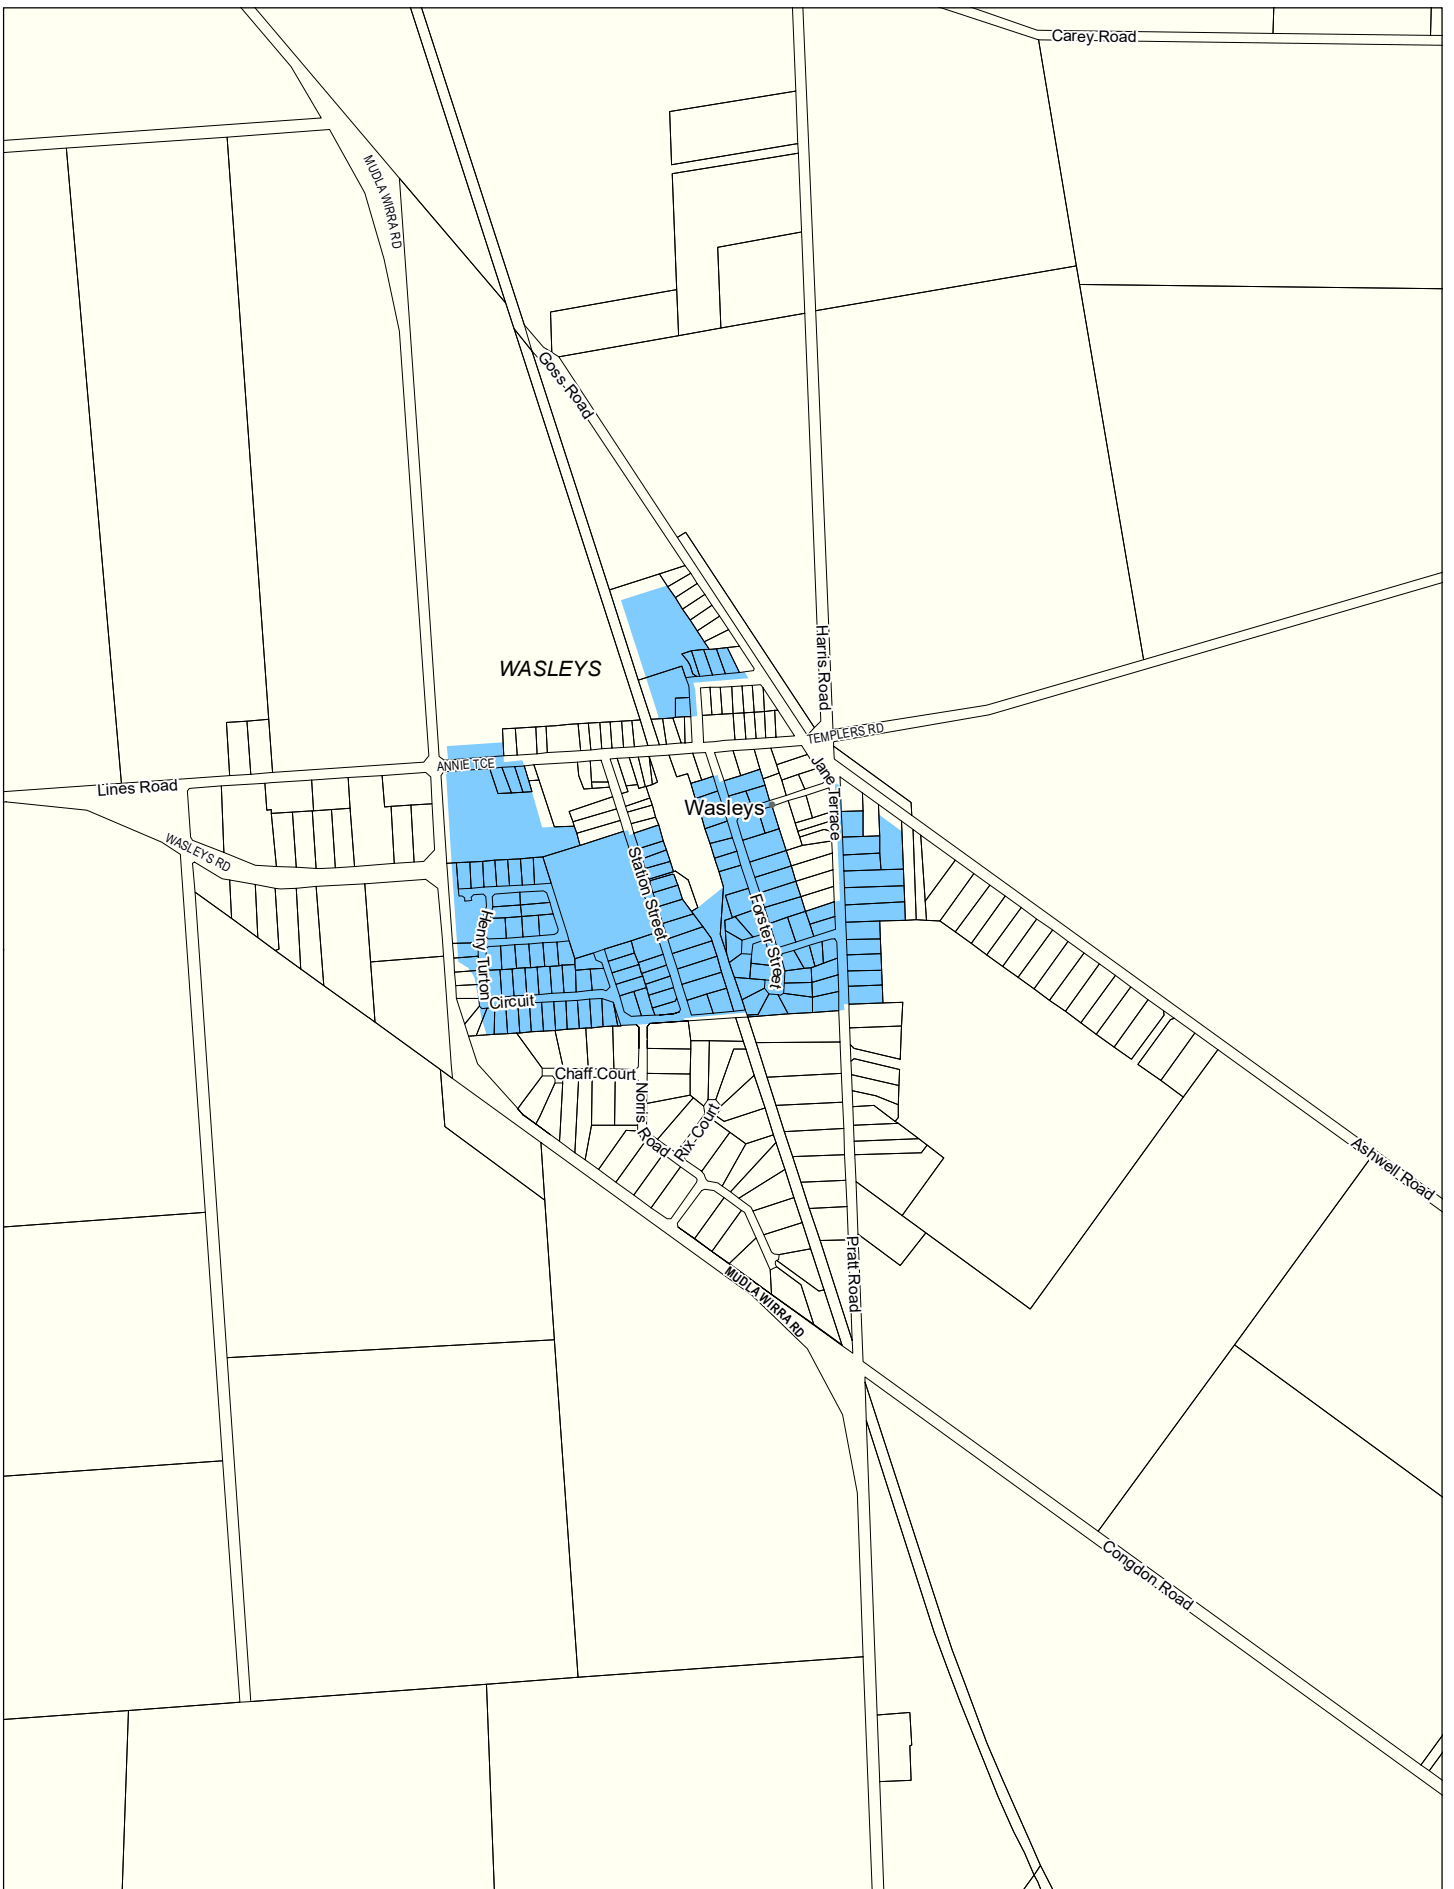 Carey Road
MUDLA WIRRA RD
Goss Road
Harris Road
WASLEYS
TEMPLERS RD
ANNIE TCE
Jane Terrace
Lines Road
Wasleys
WASLEYS RD
Station Street
Forster Street
Henry Turton
Circuit
Chaff Court
Norris Road
Rix Court
Ashwell Road
Pratt Road
MUDLA WIRRA RD
Congdon Road